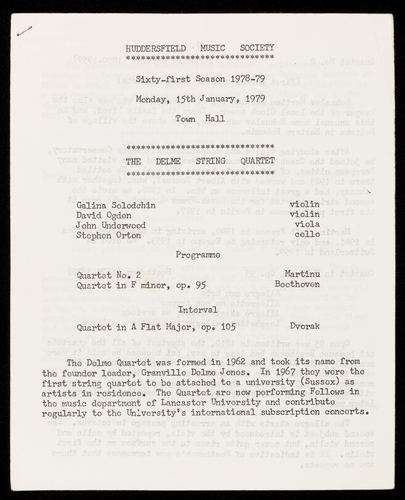 HUDDERSFIELD MUSIC SOCIETY
******************************
Sixty-first Season 1978-79
Monday, 15th January, 1979
Town Hall
******************************
THE DELME STRING QUARTET
******************************
Galina Solodchin violin
David Ogden violin
John Underwood viola
Stephen Orton cello
Programme
Quartet No. 2 Martinu
Quartet in F minor, op. 95 Beethoven
Interval
Quartet in A Flat Major, op. 105 Dvorak
The Delme Quartet was formed in 1962 and took its name from
the founder leader, Granville Delme Jones. In 1967 they were the
first string quartet to be attached to a university (Sussex) as
artists in residence. The Quartet are now performing Fellows in
the music department of Lancaster University and contribute
regularly to the University's international subscription concerts.